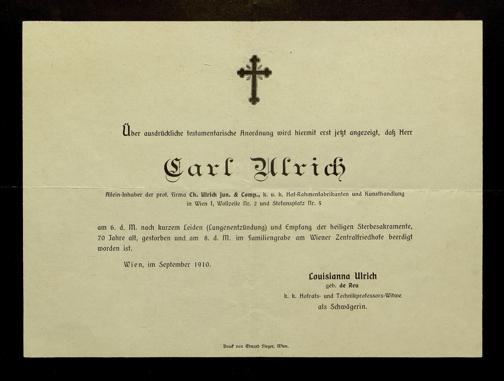 Über ausdrückliche testamentarische Anordnung wird hiermit erst jetzt angezeigt, daß Herr
Carl Ulrich
Allein-Inhaber der prot. Firma Ch. Ulrich jun. & Comp., k. u. k. Hof-Rahmenfabrikanten und Kunsthandlung
in Wien I, Wollzeile Nr. 2 und Stefansplatz Nr. 5
am 6. d. M. nach kurzem Leiden (Lungenentzündung) und Empfang der heiligen Sterbesakramente,
70 Jahre alt, gestorben und am 8. d. M. im Familiengrabe am Wiener Zentralfriedhofe beerdigt
worden ist.
Wien, im September 1910.
Louisianna Ulrich
geb. de Reu
k. k. Hofrats- und Technikprofessors-Witwe
als Schwägerin.
Druck von Wien.